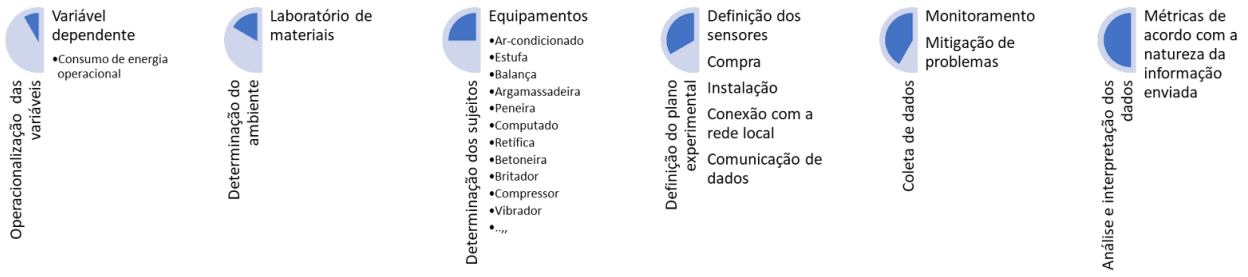 Operacionalização das
variáveis
Variável
dependente
•Consumo de energia
operacional
Determinação do
ambiente
Laboratório de
materiais
Determinação dos sujeitos
Equipamentos
•Ar-condicionado
•Estufa
•Balança
•Argamassadeira
•Peneira
•Computado
•Retífica
•Betoneira
•Britador
•Compressor
•Vibrador
•..,,
Definição do plano
experimental
Definição dos
sensores
Compra
Instalação
Conexão com a
rede local
Comunicação de
dados
Coleta de dados
Monitoramento
Mitigação de
problemas
Análise e interpretação dos
dados
Métricas de
acordo com a
natureza da
informação
enviada